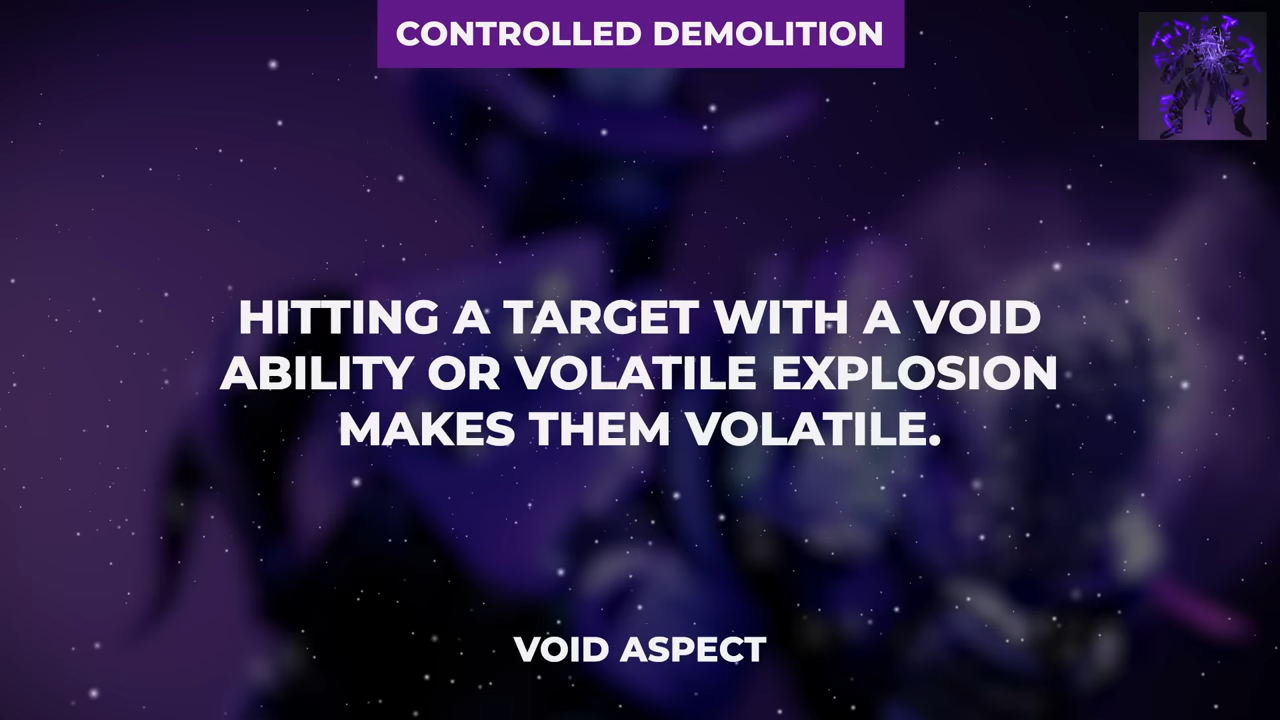 CONTROLLED DEMOLITION
HITTING A TARGET WITH A VOID
ABILITY OR VOLATILE EXPLOSION
MAKES THEM VOLATILE.
VOID ASPECT